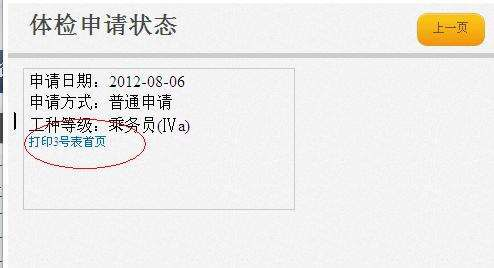 体检申请状态
上一页
申请日期：2012-08-06
申请方式：普通申请
工种等级：乘务员(Ⅳa)
打印3号表首页